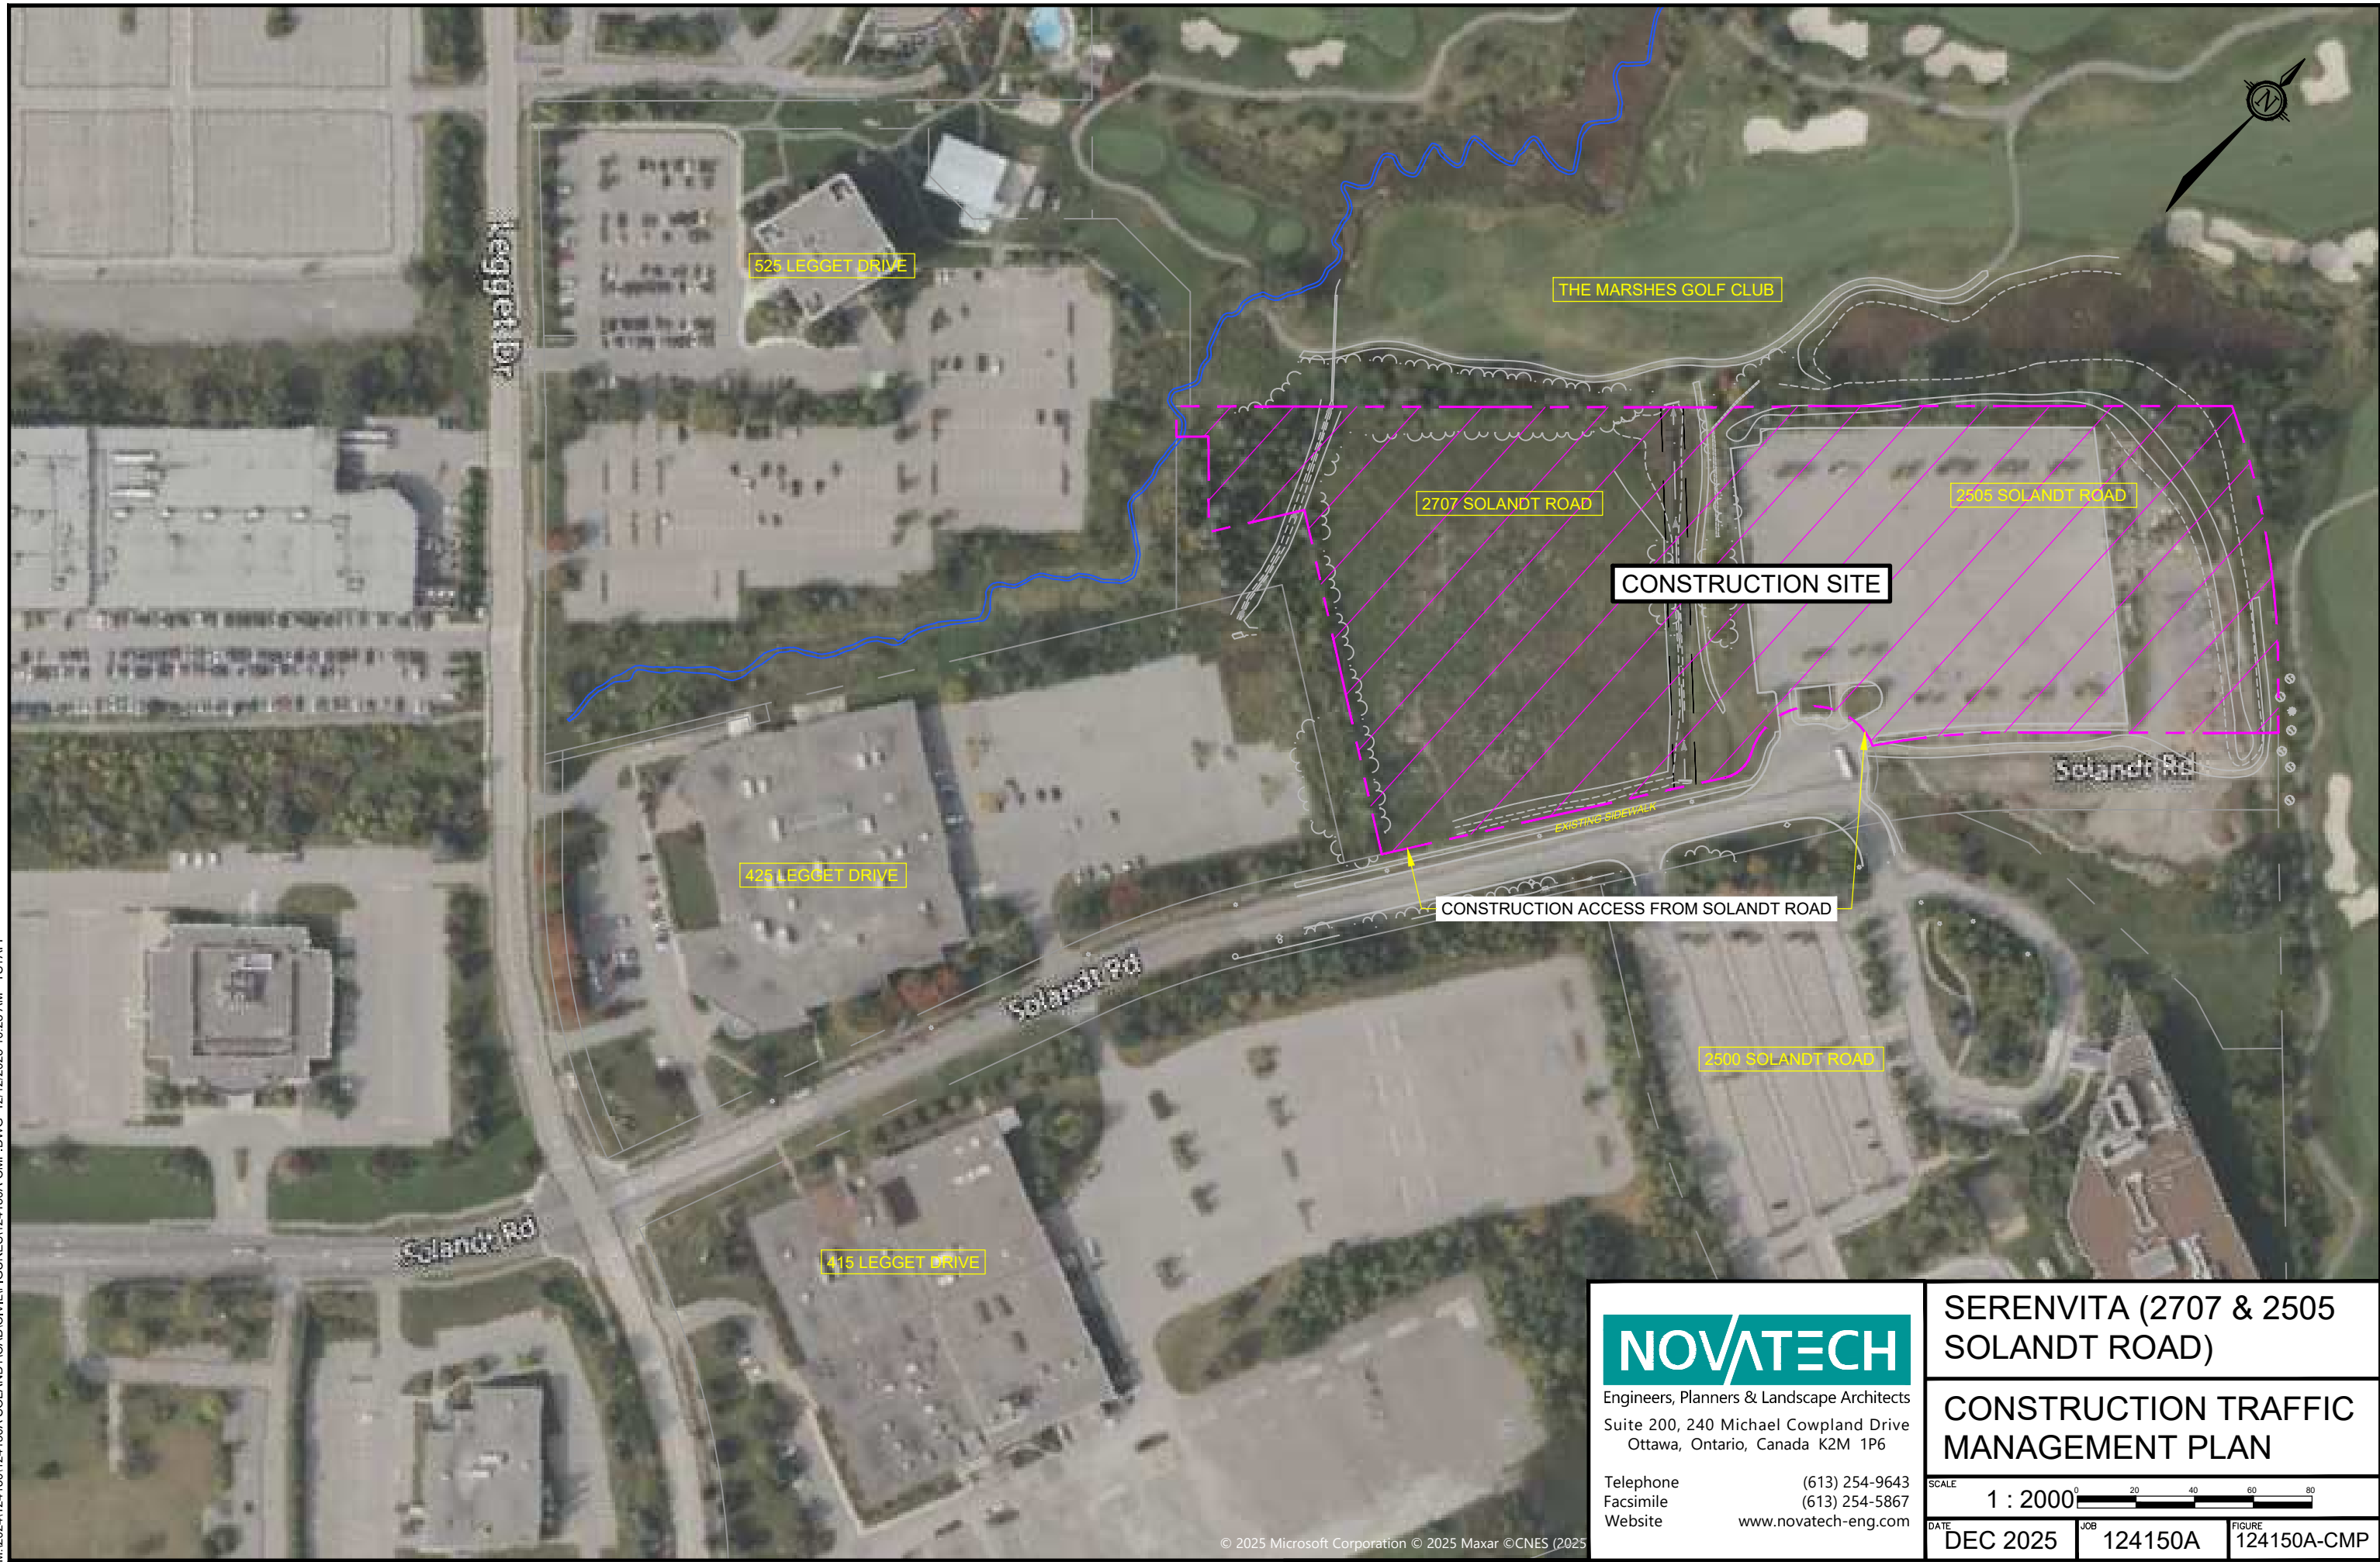 Legget Dr
525 LEGGET DRIVE
THE MARSHES GOLF CLUB
N
2707 SOLANDT ROAD
2505 SOLANDT ROAD
CONSTRUCTION SITE
Solandt Rd
EXISTING SIDEWALK
425 LEGGET DRIVE
CONSTRUCTION ACCESS FROM SOLANDT ROAD
Solandt Rd
2500 SOLANDT ROAD
Solandt Rd
415 LEGGET DRIVE
© 2025 Microsoft Corporation © 2025 Maxar ©CNES (2025
NOVATECH
Engineers, Planners & Landscape Architects
Suite 200, 240 Michael Cowpland Drive
Ottawa, Ontario, Canada K2M 1P6
Telephone (613) 254-9643
Facsimile (613) 254-5867
Website www.novatech-eng.com
SERENVITA (2707 & 2505
SOLANDT ROAD)
CONSTRUCTION TRAFFIC
MANAGEMENT PLAN
SCALE
1 : 2000 0 20 40 60 80
DATE DEC 2025
JOB 124150A
FIGURE 124150A-CMP